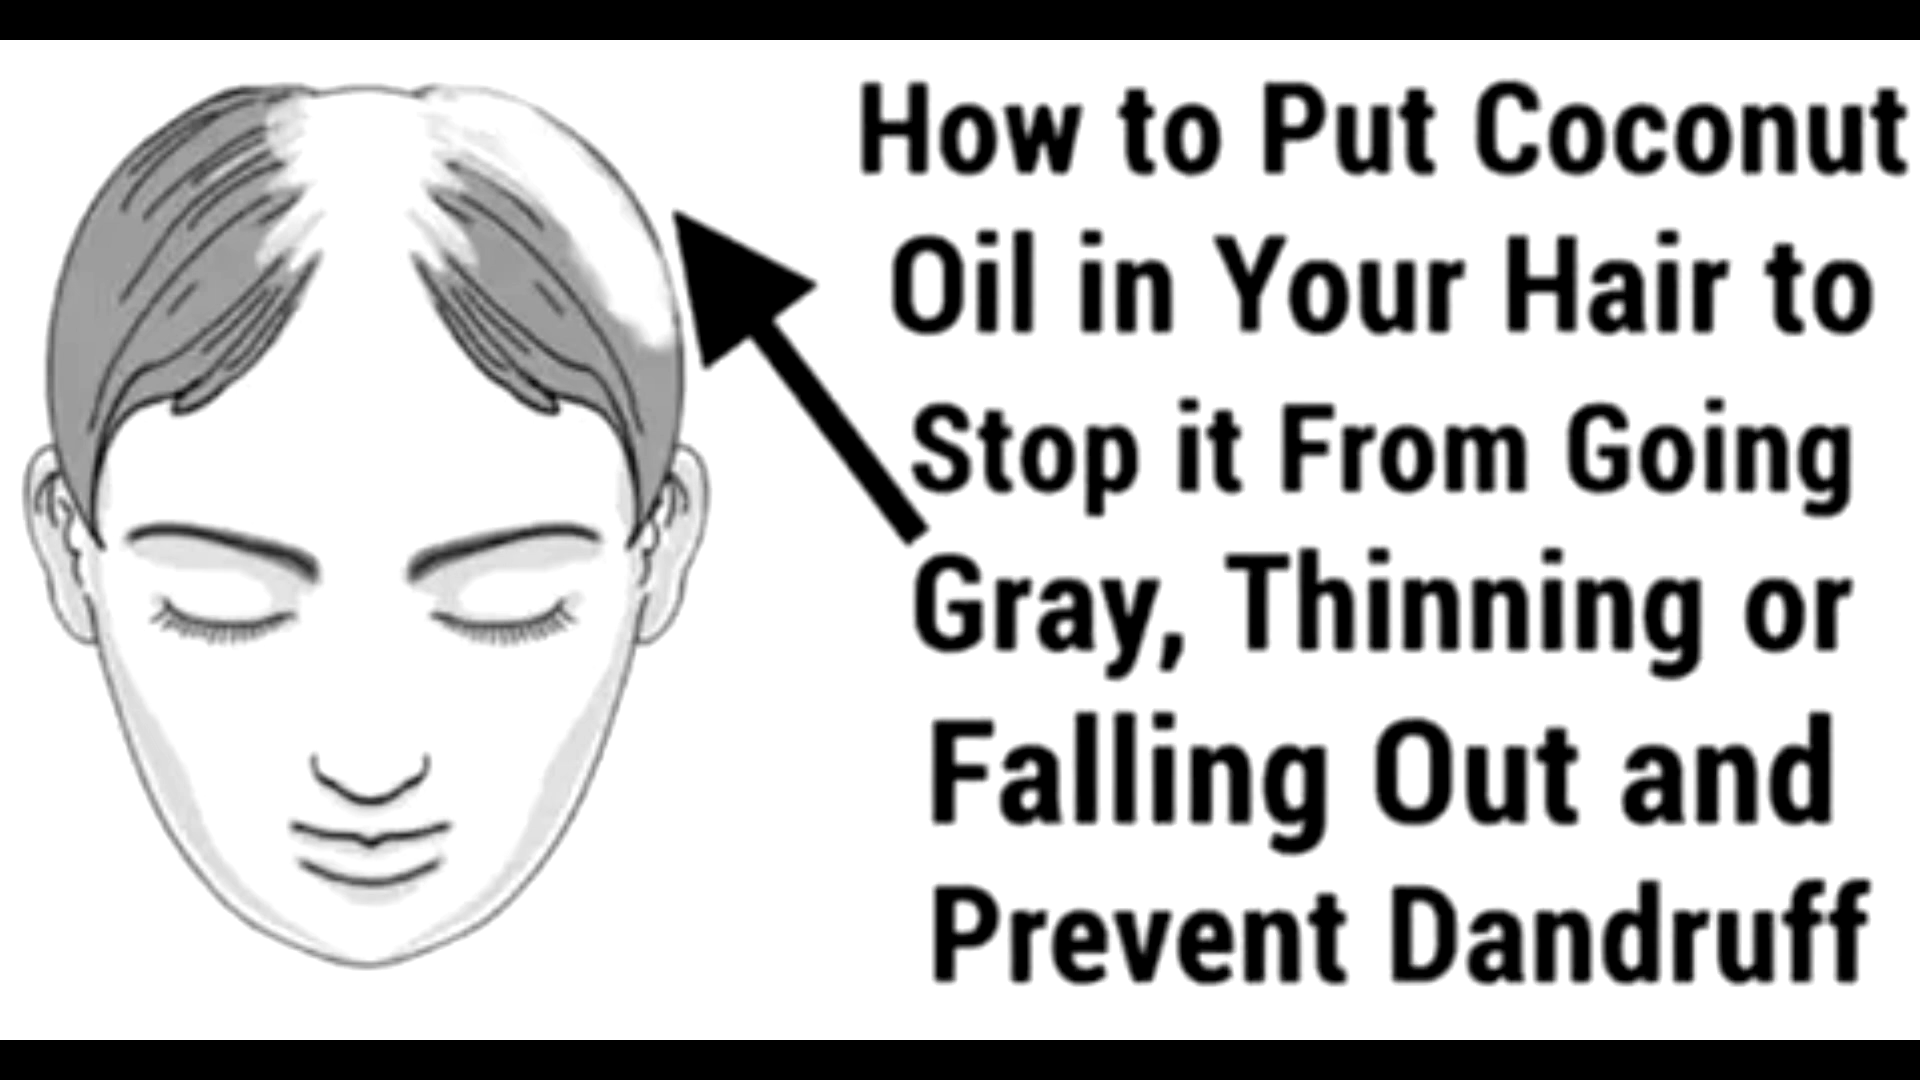 How to Put Coconut
Oil in Your Hair to
Stop it From Going
Gray, Thinning or
Falling Out and
Prevent Dandruff